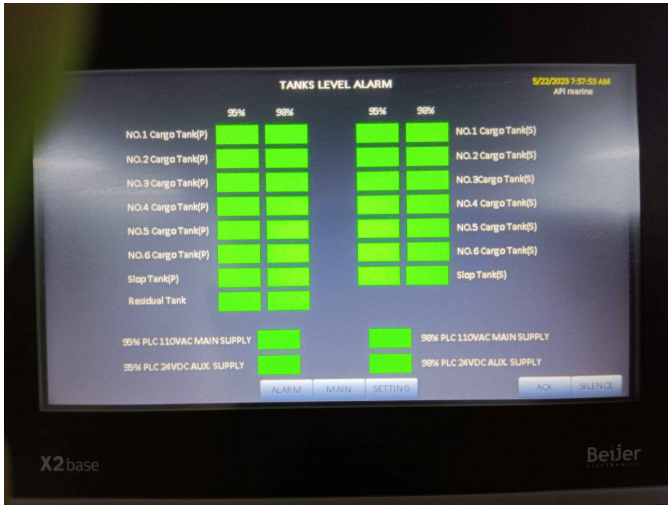 TANKS LEVEL ALARM
5/22/2023 7:57:53 AM
API marine
95% 98% 95% 98%
NO.1 Cargo Tank(P) NO.1 Cargo Tank(S)
NO.2 Cargo Tank(P) NO.2 Cargo Tank(S)
NO.3 Cargo Tank(P) NO.3Cargo Tank(S)
NO.4 Cargo Tank(P) NO.4 Cargo Tank(S)
NO.5 Cargo Tank(P) NO.5 Cargo Tank(S)
NO.6 Cargo Tank(P) NO.6 Cargo Tank(S)
Slop Tank(P) Slop Tank(S)
Residual Tank
95% PLC 110VAC MAIN SUPPLY 98% PLC 110VAC MAIN SUPPLY
95% PLC 24VDC AUX. SUPPLY 98% PLC 24VDC AUX. SUPPLY
ALARM MAIN SETTING ACK SILENCE
X2 base Beijer
ELECTRONICS